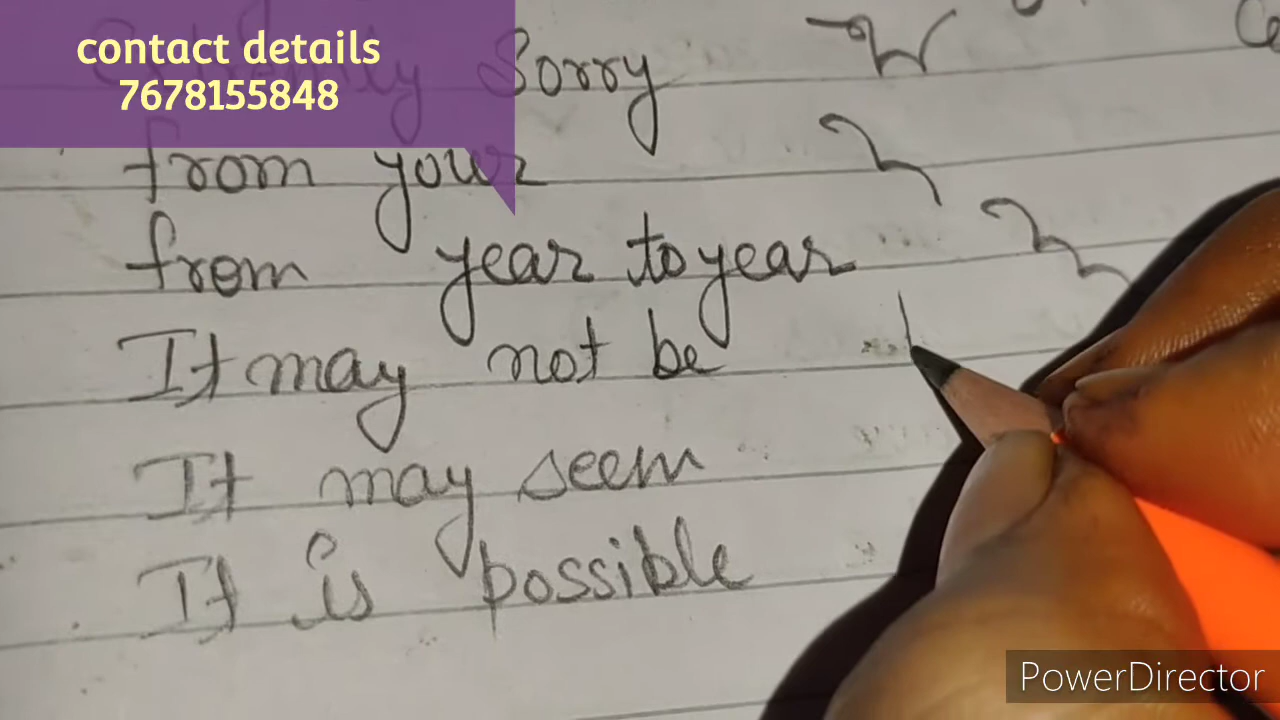 contact details
7678155848
Sorry
from your
from year to year
It may not be
It may seem
It is possible
PowerDirector